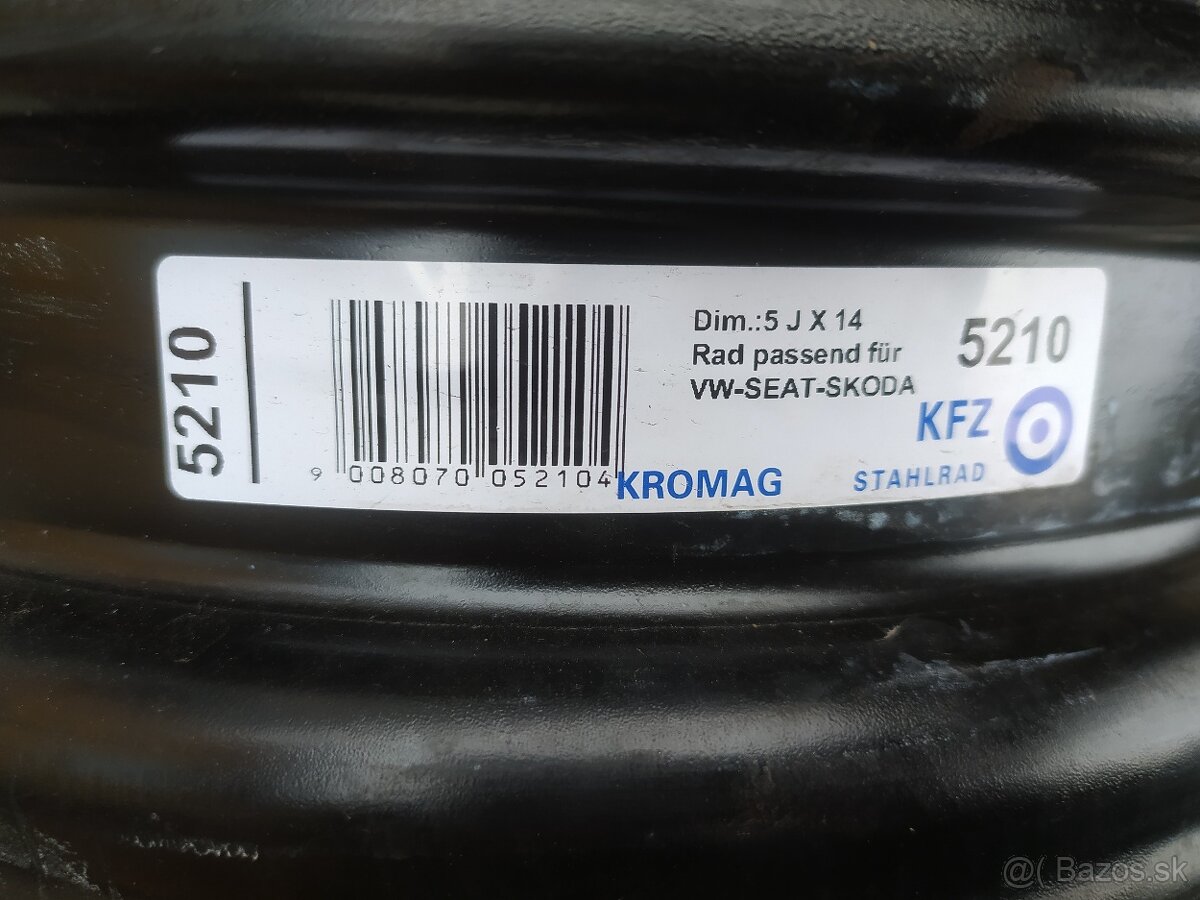 5210
Dim.:5 J X 14
Rad passend für
VW-SEAT-SKODA
5210
KFZ
STAHLRAD
9 008070 052104
KROMAG
@( Bazos.sk